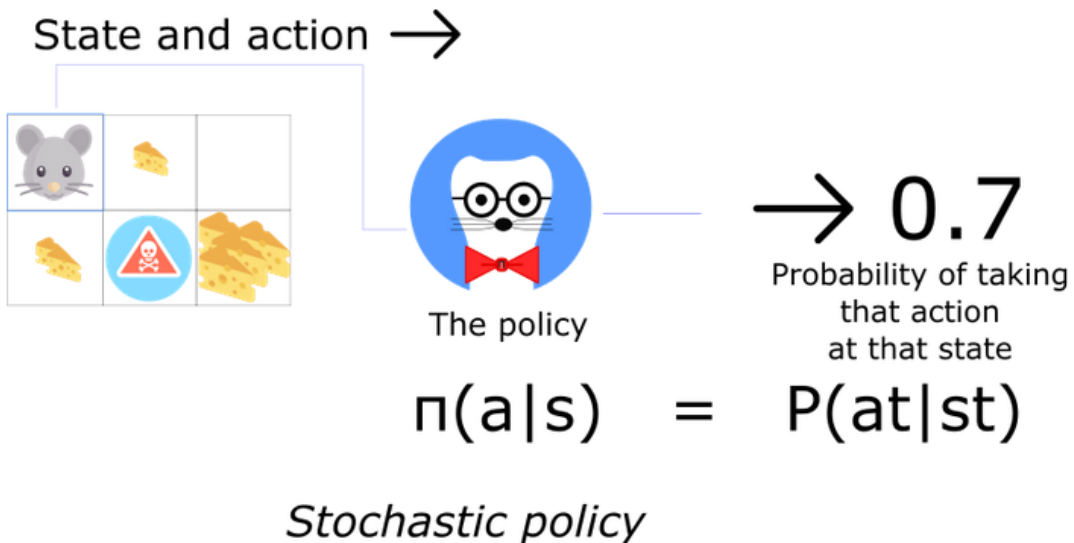 State and action →
→ 0.7
The policy
Probability of taking
that action
at that state
π(a|s) = P(at|st)
Stochastic policy